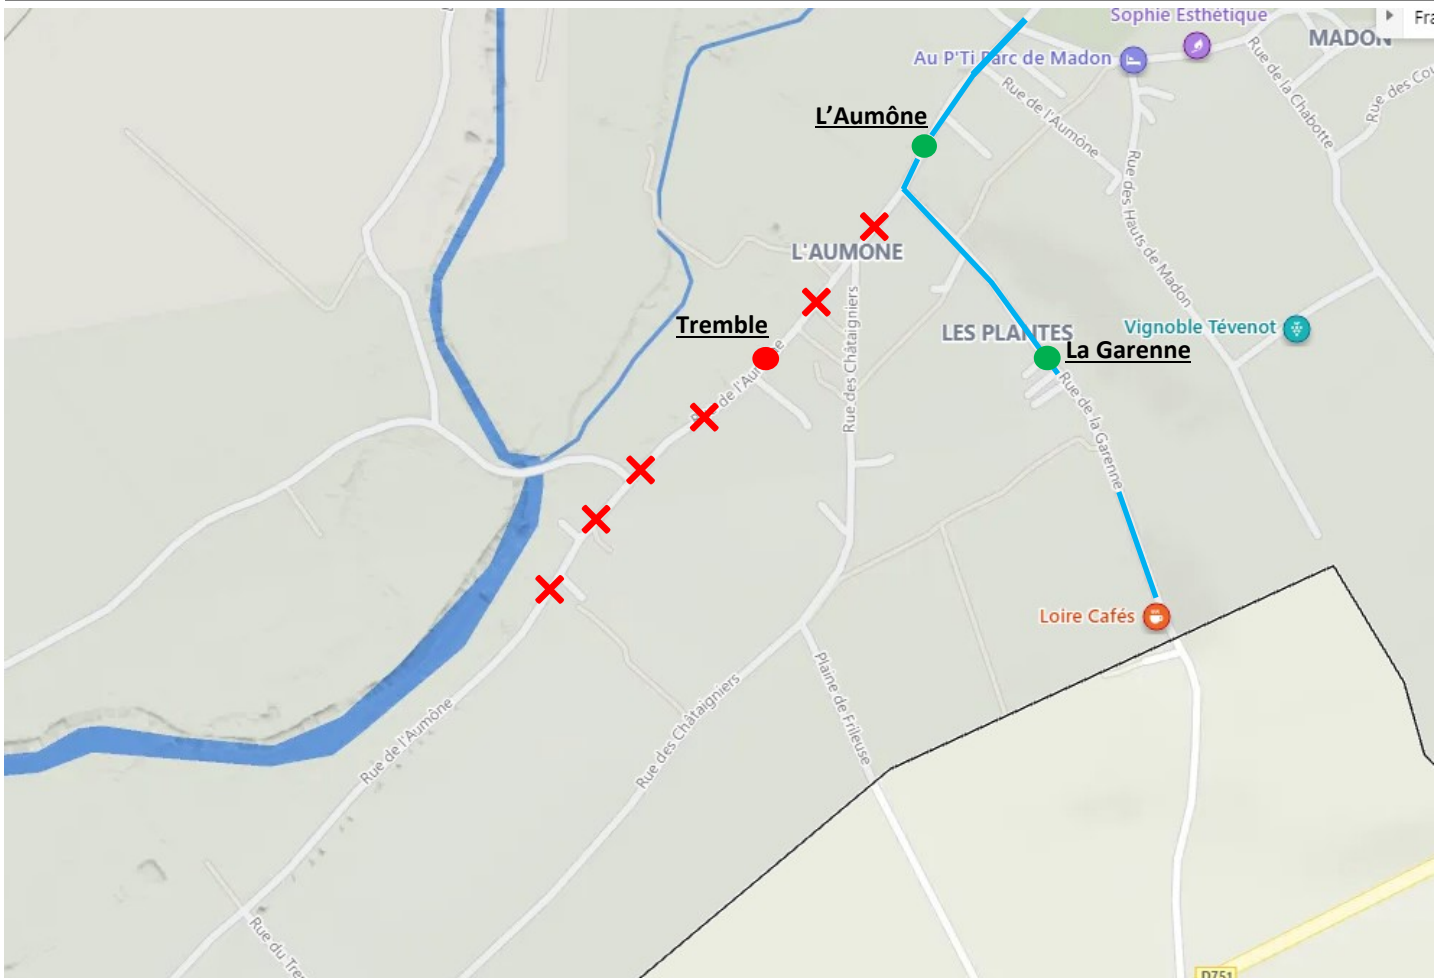 Sophie Esthétique
Fra
MADON
Au P'Ti Parc de Madon
Rue de la Chabotte
Rue des Cou
Rue de l'Aumône
L'Aumône
Rue des Hauts de Madon
L'AUMONE
Tremble
LES PLANTES
Vignoble Tévenot
La Garenne
Rue des Châtaigniers
Rue de la Garenne
Loire Cafés
Rue de l'Aumône
Rue des Châtaigniers
Plaine de Frileuse
Rue du Tre
D751